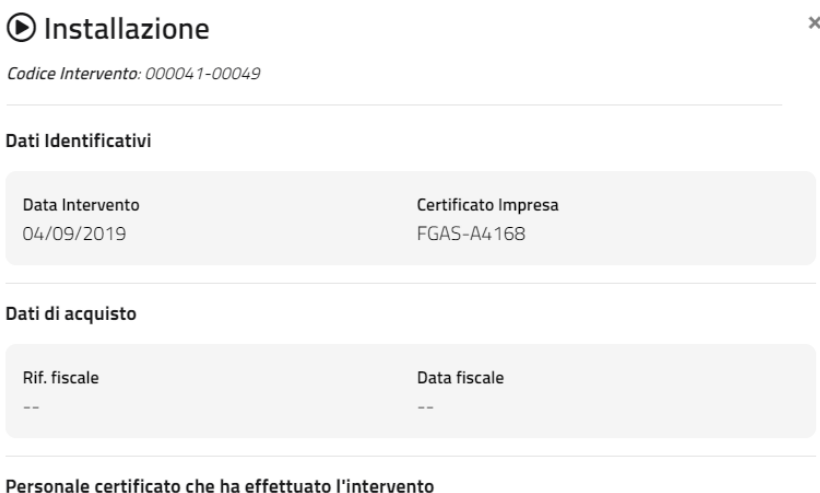 Installazione
Codice Intervento: 000041-00049
Dati Identificativi
Data Intervento
04/09/2019
Certificato Impresa
FGAS-A4168
Dati di acquisto
Rif. fiscale
--
Data fiscale
--
Personale certificato che ha effettuato l'intervento